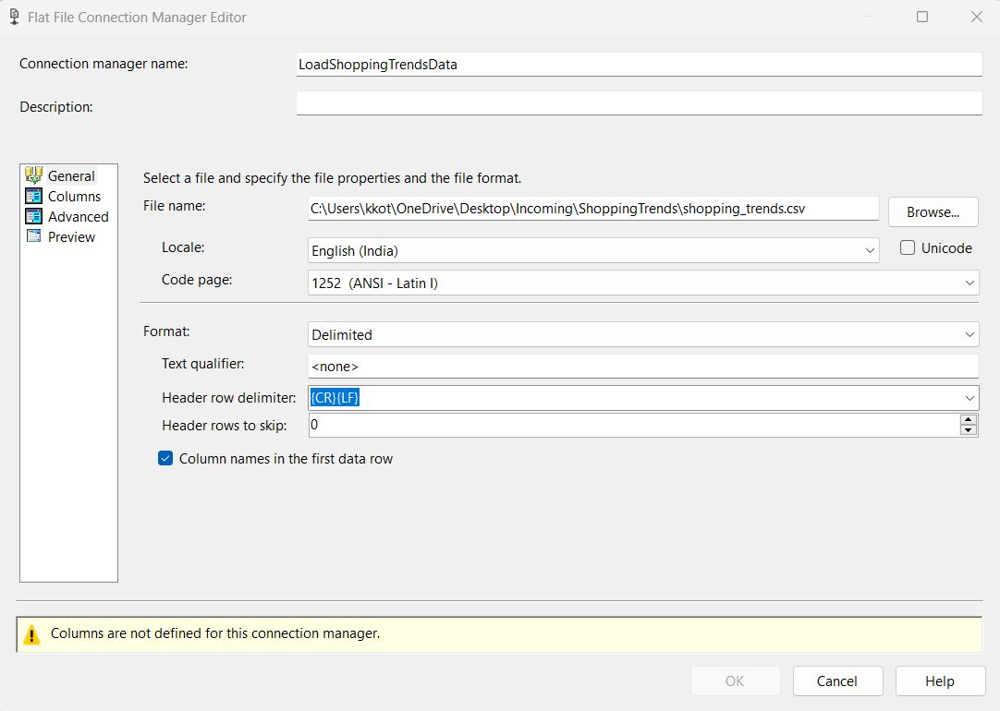 Flat File Connection Manager Editor
Connection manager name: LoadShoppingTrendsData
Description:
General
Columns
Advanced
Preview
Select a file and specify the file properties and the file format.
File name: C:\Users\kkot\OneDrive\Desktop\Incoming\ShoppingTrends\shopping_trends.csv Browse...
Locale: English (India) Unicode
Code page: 1252 (ANSI - Latin I)
Format: Delimited
Text qualifier: <none>
Header row delimiter: {CR}{LF}
Header rows to skip: 0
Column names in the first data row
Columns are not defined for this connection manager.
OK Cancel Help